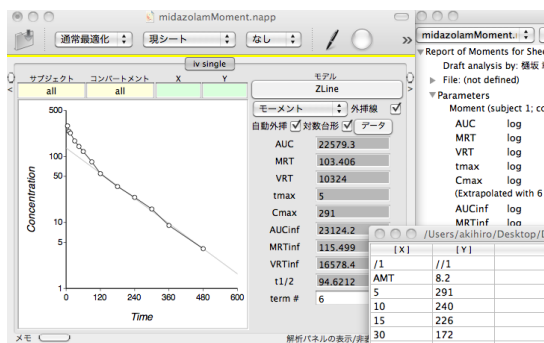 midazolamMoment.napp
通常最適化
現シート
なし
»
iv single
サブジェクト コンパートメント X Y
all all
モデル
ZLine
モーメント 外挿線
自動外挿 対数台形 データ
AUC 22579.3
MRT 103.406
VRT 10324
tmax 5
Cmax 291
AUCinf 23124.2
MRTinf 115.499
VRTinf 16578.4
t1/2 94.6212
term # 6
Concentration
500
100
50
10
5
1
0 120 240 360 480 600
Time
メモ
解析パネルの表示/非表
midazolamMoment.n
Report of Moments for Shee
Draft analysis by: 樋坂
File: (not defined)
Parameters
Moment (subject 1; co
AUC log
MRT log
VRT log
tmax log
Cmax log
(Extrapolated with 6
AUCinf log
MRTinf log
/Users/akihiro/Desktop/D
[X] [Y]
/1 //1
AMT 8.2
5 291
10 240
15 226
30 172